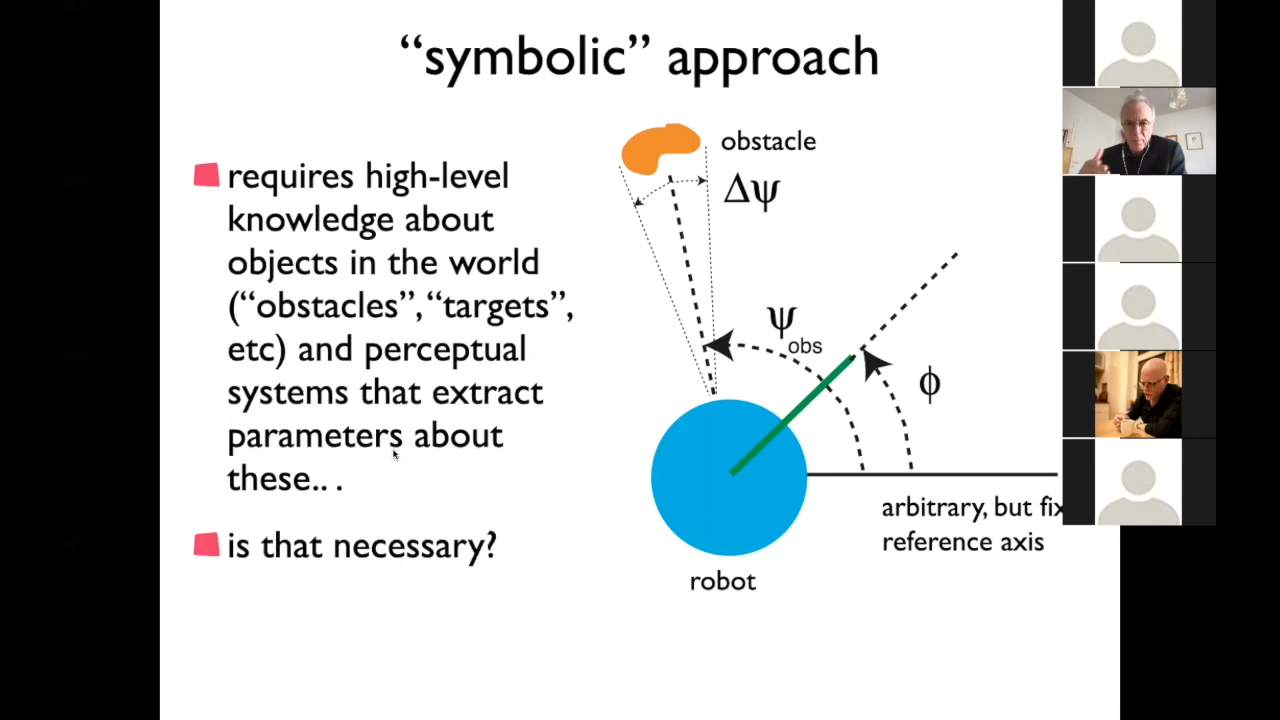 “symbolic” approach
requires high-level
knowledge about
objects in the world
(“obstacles”, “targets”,
etc) and perceptual
systems that extract
parameters about
these.. .
is that necessary?
obstacle
Δψ
ψ
obs
ϕ
arbitrary, but fix
reference axis
robot